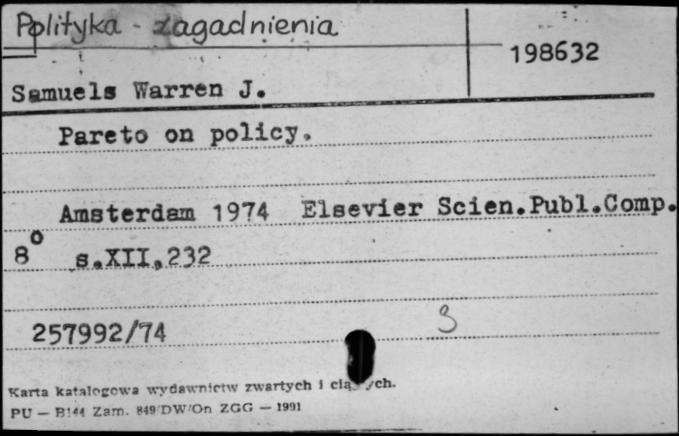 Polityka - zagadnienia
198632
Samuels Warren J.
Pareto on policy.
Amsterdam 1974 Elsevier Scien.Publ.Comp.
8° s.XII,232
257992/74 3
Karta katalogowa wydawnictw zwartych i
PU — B144 Zam. 849/DW/On ZGG — 1991